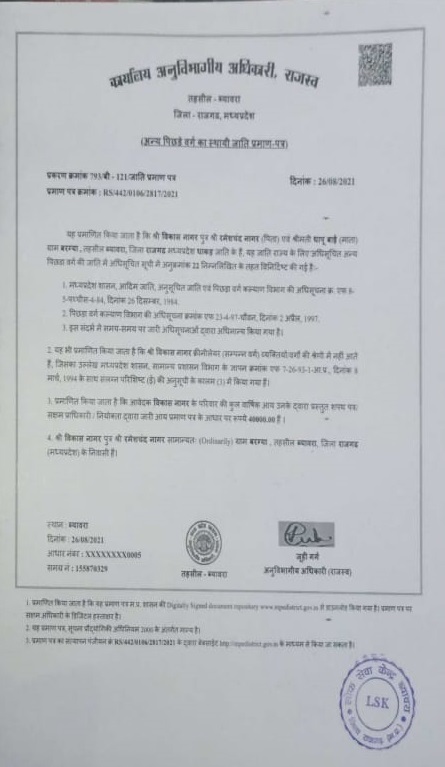 कार्यालय अनुविभागीय अधिकारी, राजस्व
तहसील - ब्यावरा
जिला - राजगढ़, मध्यप्रदेश
(अन्य पिछड़े वर्ग का स्थायी जाति प्रमाण-पत्र)
प्रकरण क्रमांक 793/बी - 121/जाति प्रमाण पत्र
दिनांक : 26/08/2021
प्रमाण पत्र क्रमांक : RS/442/0106/2817/2021
यह प्रमाणित किया जाता है कि श्री विकास नागर पुत्र श्री रमेशचंद नागर (पिता) एवं श्रीमती धापू बाई (माता)
ग्राम बरग्या , तहसील ब्यावरा, जिला राजगढ़ मध्यप्रदेश धाकड़ जाति के है, यह जाति राज्य के लिए अधिसूचित अन्य
पिछड़ा वर्ग की जाति में अधिसूचित सूची में अनुक्रमांक 22 निम्नलिखित के तहत विनिर्दिष्ट की गई है:-
1. मध्यप्रदेश शासन, आदिम जाति, अनुसूचित जाति एवं पिछड़ा वर्ग कल्याण विभाग की अधिसूचना क्र. एफ 8-
5-पच्चीस-4-84, दिनांक 26 दिसम्बर, 1984.
2. पिछड़ा वर्ग कल्याण विभाग की अधिसूचना क्रमांक एफ 23-4-97-चौवन, दिनांक 2 अप्रैल, 1997.
3. इस संदर्भ में समय-समय पर जारी अधिसूचनाओं द्वारा अधिमान्य किया गया है।
2. यह भी प्रमाणित किया जाता है कि श्री विकास नागर क्रीमीलेयर (सम्पन्न वर्ग) व्यक्तियों/वर्गों की श्रेणी में नहीं आते
हैं, जिसका उल्लेख मध्यप्रदेश शासन, सामान्य प्रशासन विभाग के ज्ञापन क्रमांक एफ 7-26-93-1-आ.प्र., दिनांक 8
मार्च, 1994 के साथ संलग्न परिशिष्ट (ई) की अनुसूची के कालम (3) में किया गया है।
3. प्रमाणित किया जाता है कि आवेदक विकास नागर के परिवार की कुल वार्षिक आय उनके द्वारा प्रस्तुत शपथ पत्र/
सक्षम प्राधिकारी / नियोक्ता द्वारा जारी आय प्रमाण पत्र के आधार पर रूपये 40000.00 है ।
4. श्री विकास नागर पुत्र श्री रमेशचंद नागर सामान्यतः (Ordinarily) ग्राम बरग्या , तहसील ब्यावरा, जिला राजगढ़
(मध्यप्रदेश) के निवासी हैं।
स्थान : ब्यावरा
दिनांक : 26/08/2021
आधार नंबर : XXXXXXXX0005
समग्र नं : 155870329
तहसील - ब्यावरा
जूही गर्ग
अनुविभागीय अधिकारी (राजस्व)
1. प्रमाणित किया जाता है कि यह प्रमाण पत्र म.प्र. शासन की Digitally Signed document repository www.mpedistrict.gov.in से डाउनलोड किया गया है। प्रमाण पत्र पर
सक्षम अधिकारी के डिजिटल हस्ताक्षर है।
2. यह प्रमाण पत्र, सूचना प्रौद्योगिकी अधिनियम 2000 के अंतर्गत मान्य है।
3. प्रमाण पत्र का सत्यापन पंजीयन क्र RS/442/0106/2817/2021 के द्वारा वेबसाईट http://mpedistrict.gov.in के माध्यम से किया जा सकता है।
लोक सेवा केन्द्र ब्यावरा
LSK